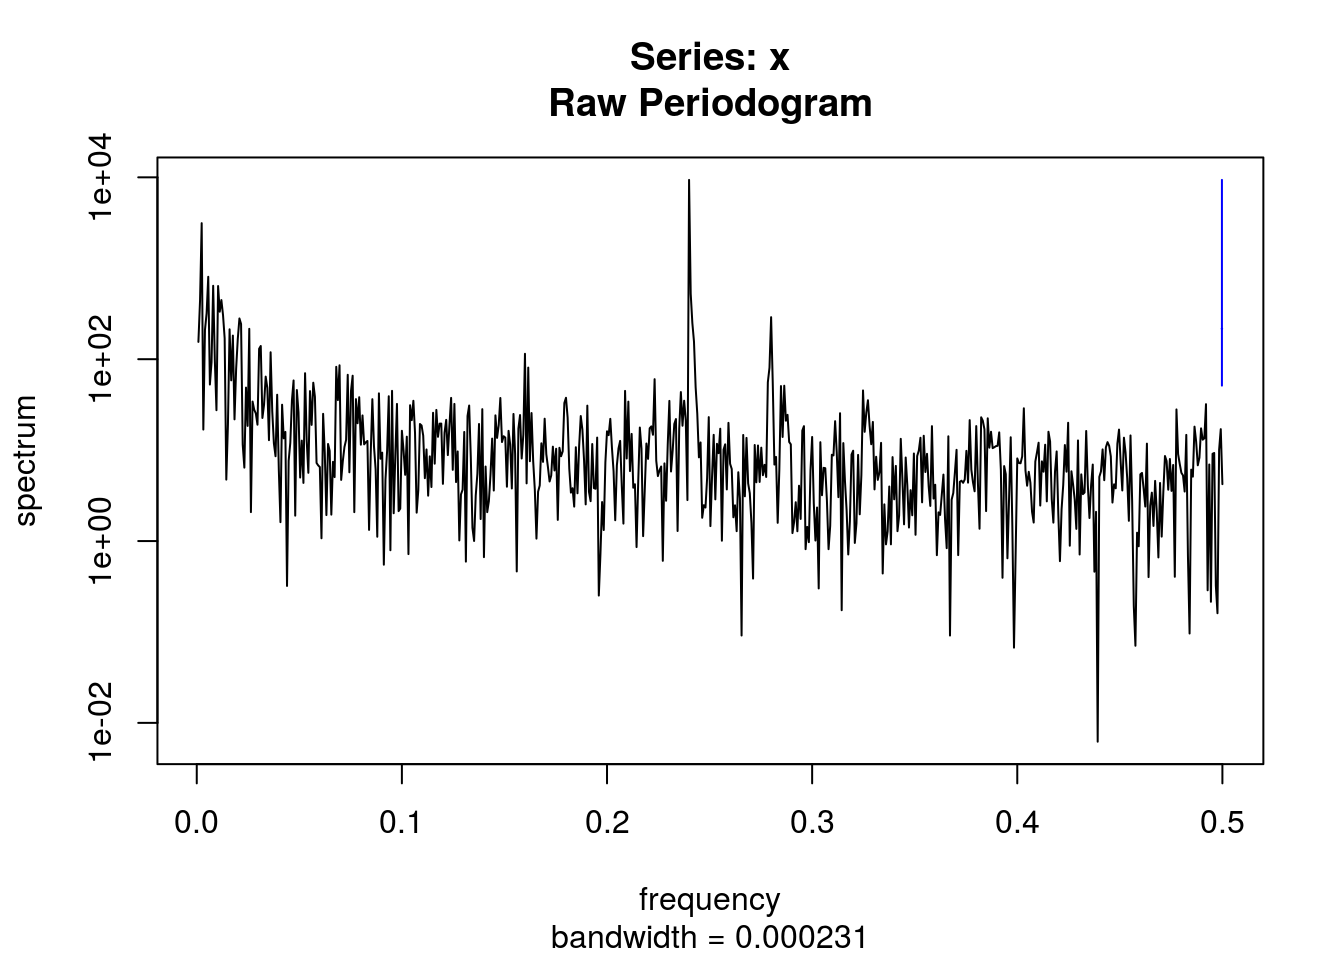 Series: x
Raw Periodogram
1e+04
1e+02
1e+00
1e-02
spectrum
0.0 0.1 0.2 0.3 0.4 0.5
frequency
bandwidth = 0.000231